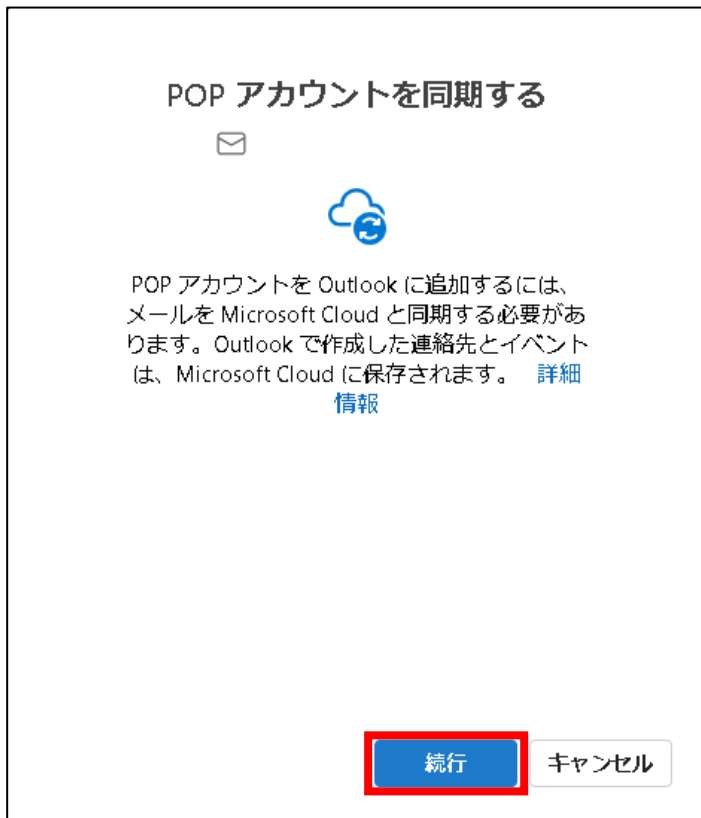 POP アカウントを同期する
POP アカウントを Outlook に追加するには、
メールを Microsoft Cloud と同期する必要があ
ります。Outlook で作成した連絡先とイベント
は、Microsoft Cloud に保存されます。 詳細
情報
続行 キャンセル